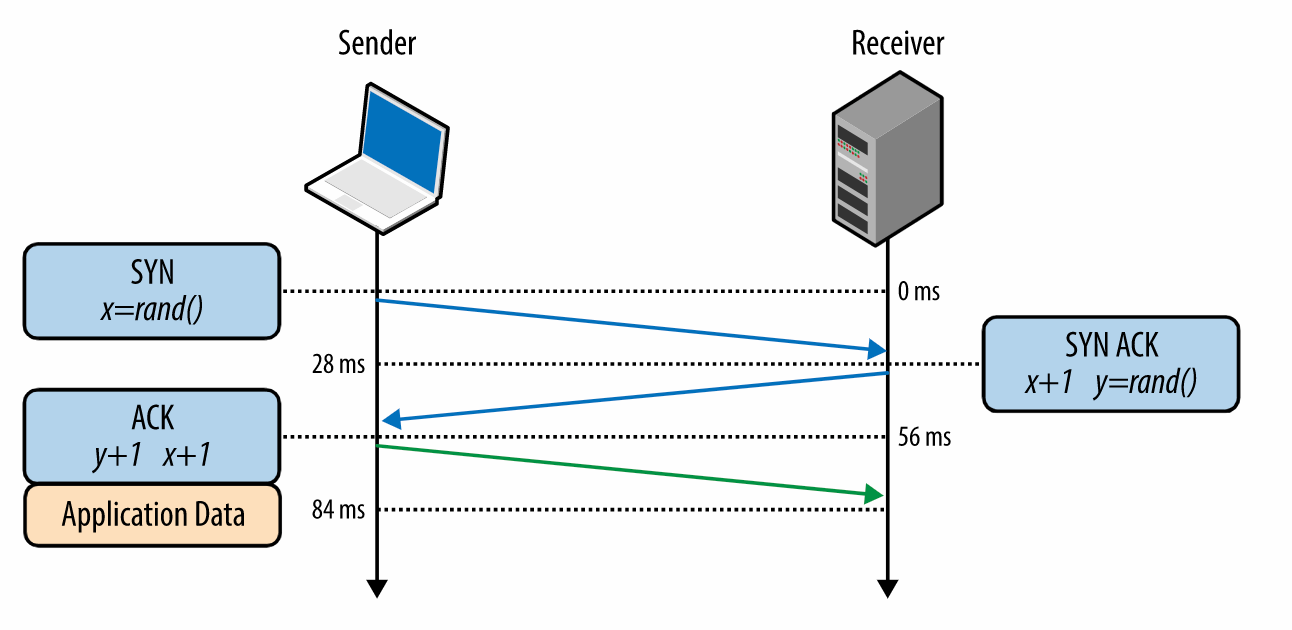 Sender
Receiver
SYN
x=rand()
0 ms
28 ms
SYN ACK
x+1 y=rand()
ACK
y+1 x+1
56 ms
Application Data
84 ms